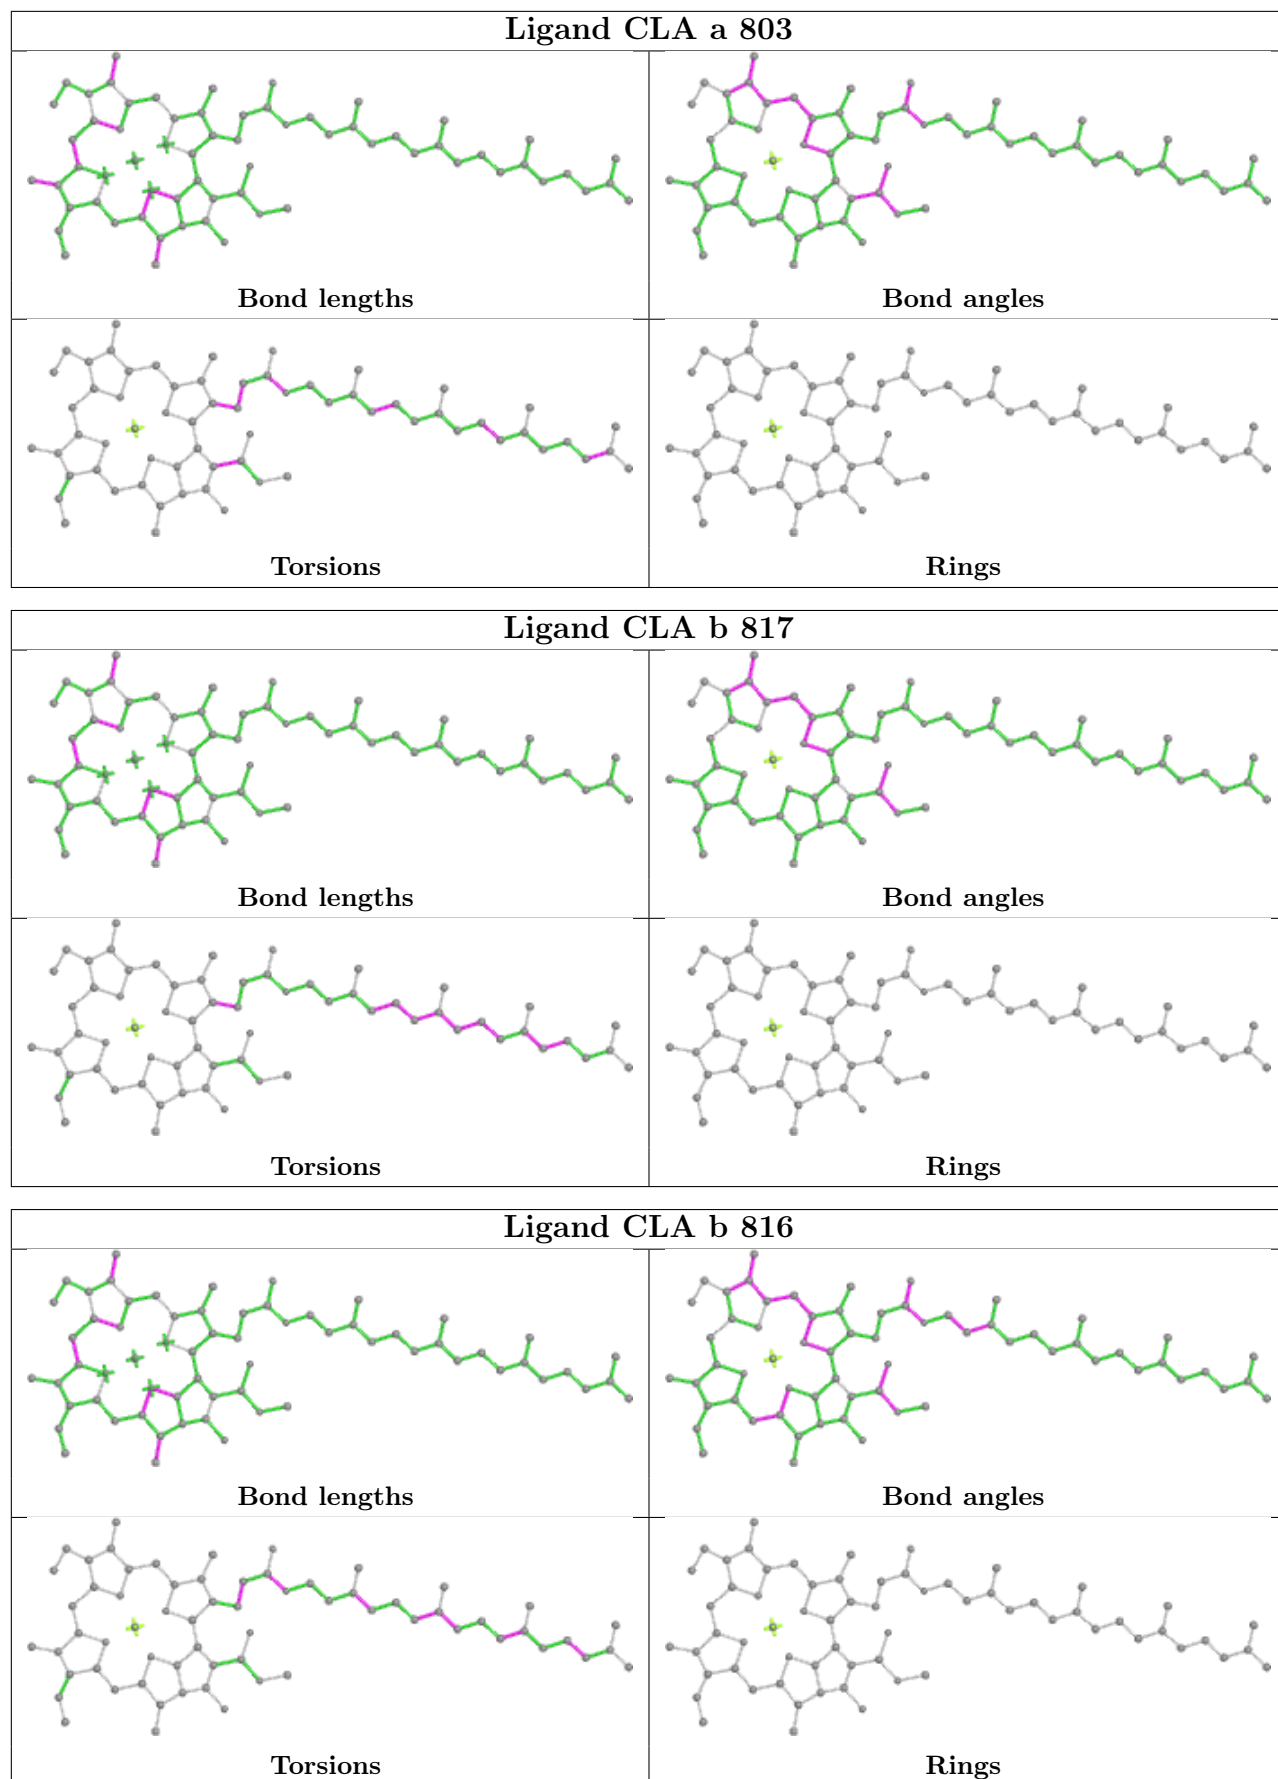 Ligand CLA a 803
Bond lengths
Bond angles
Torsions
Rings
Ligand CLA b 817
Bond lengths
Bond angles
Torsions
Rings
Ligand CLA b 816
Bond lengths
Bond angles
Torsions
Rings